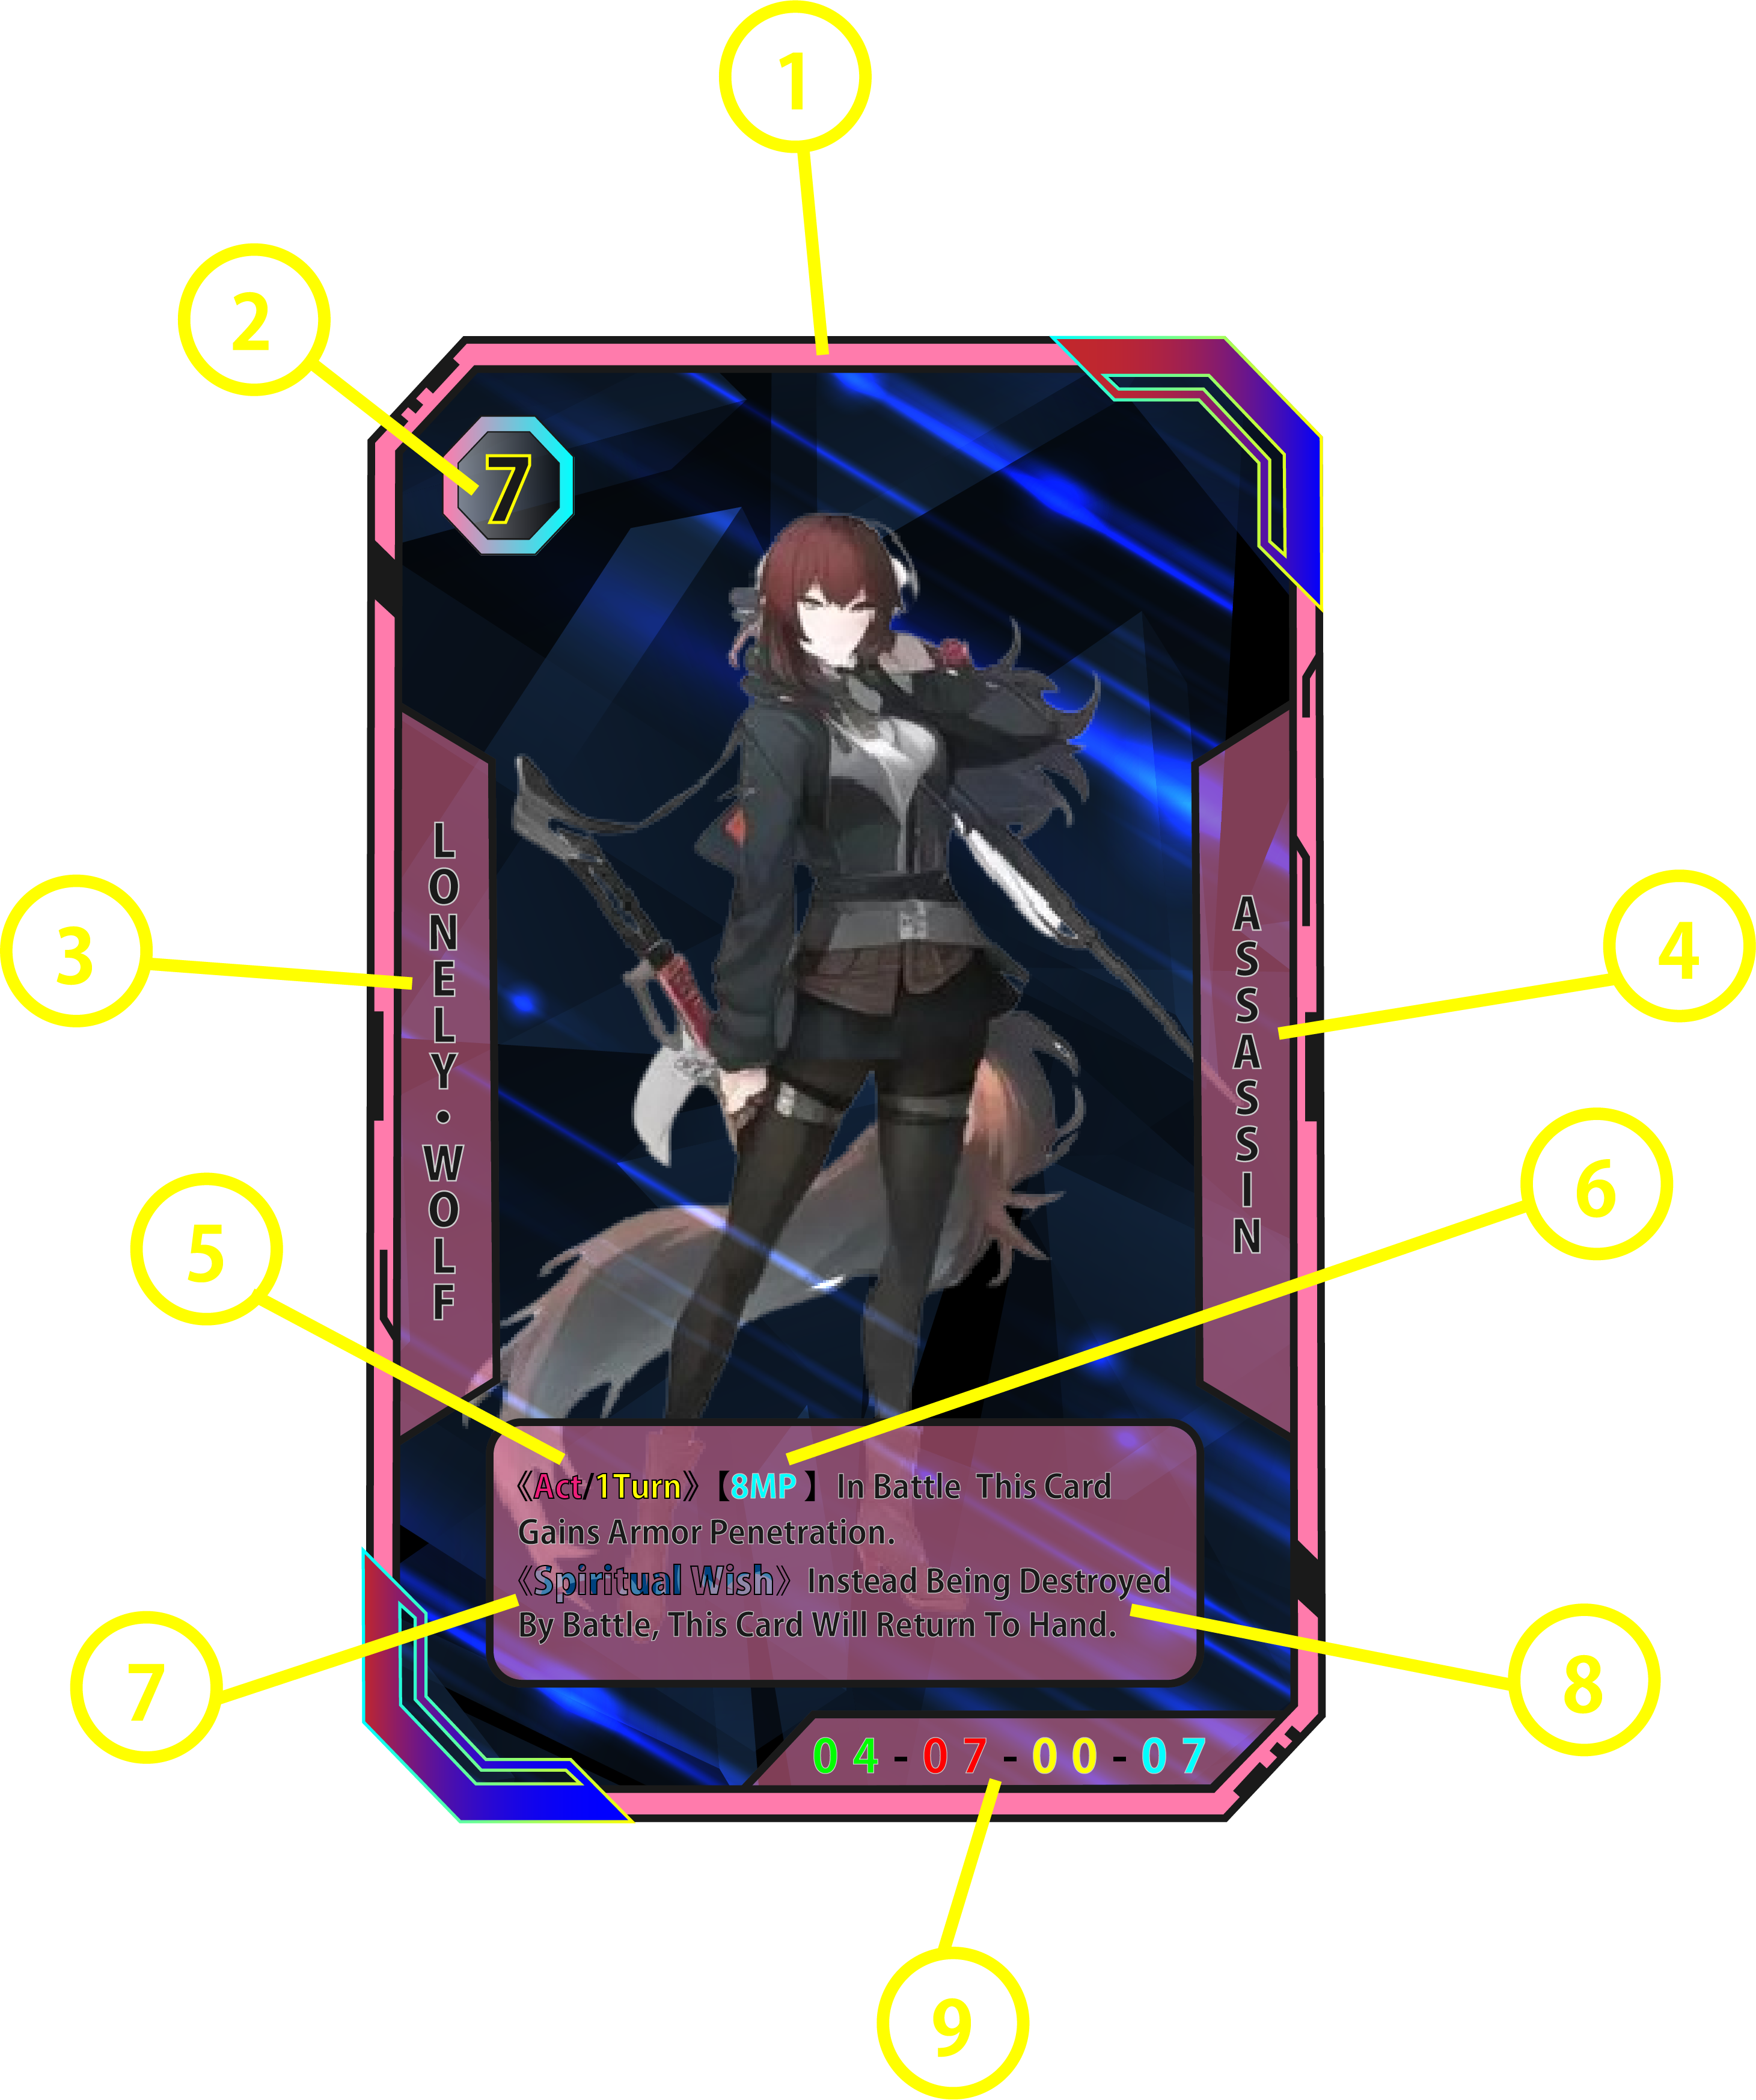 1
2
7
LONELY·WOLF
ASSASSIN
3
4
5
6
《Act/1Turn》【8MP】 In Battle This Card
Gains Armor Penetration.
《Spiritual Wish》 Instead Being Destroyed
By Battle, This Card Will Return To Hand.
7
8
04-07-00-07
9